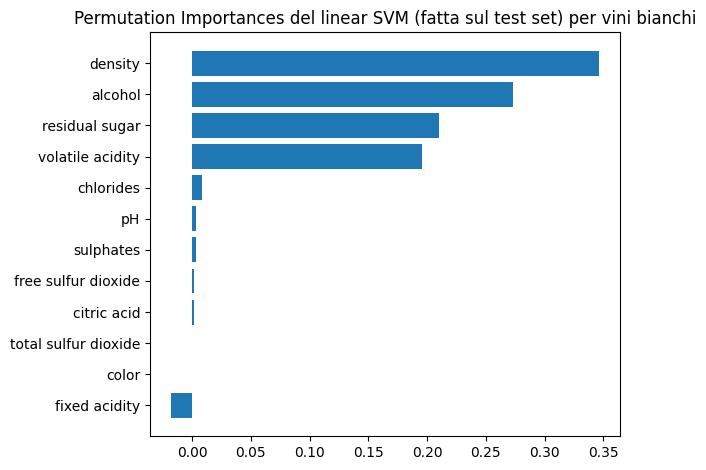 Permutation Importances del linear SVM (fatta sul test set) per vini bianchi
density
alcohol
residual sugar
volatile acidity
chlorides
pH
sulphates
free sulfur dioxide
citric acid
total sulfur dioxide
color
fixed acidity
0.00 0.05 0.10 0.15 0.20 0.25 0.30 0.35